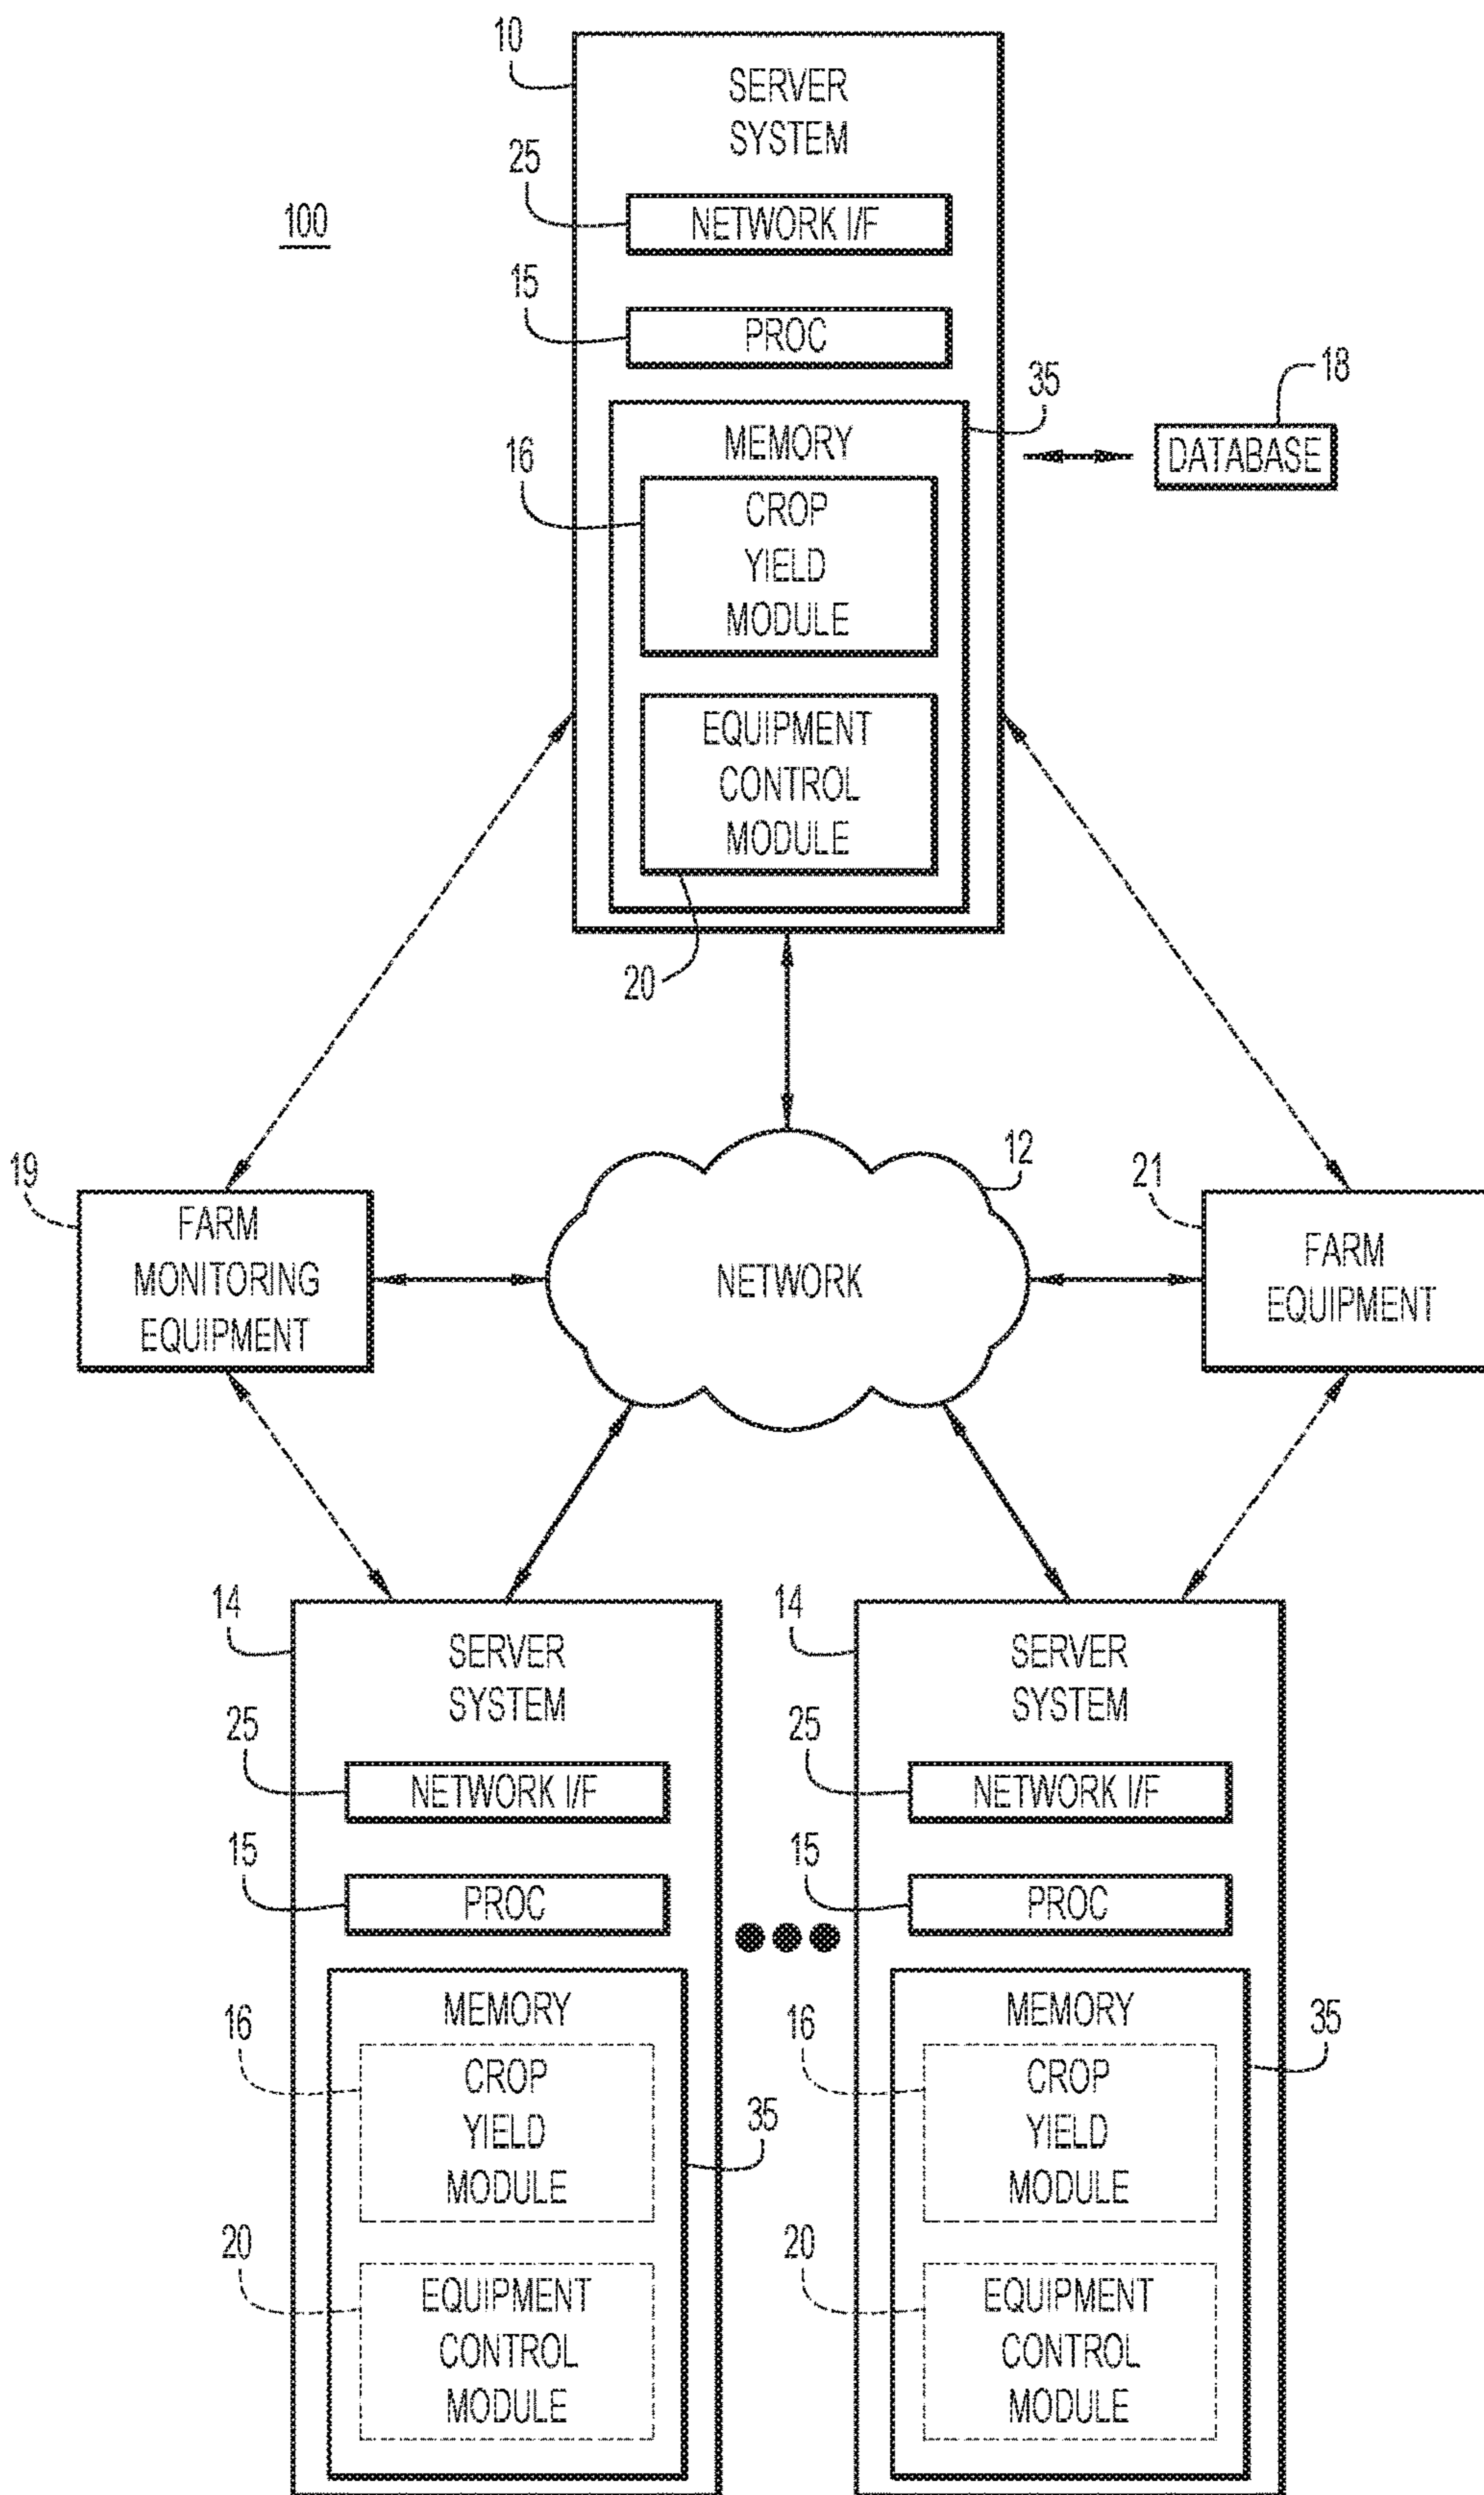 10
SERVER
SYSTEM
25
NETWORK I/F
100
15
PROC
18
35
MEMORY
DATABASE
16
CROP
YIELD
MODULE
EQUIPMENT
CONTROL
MODULE
20
19
12
21
FARM
MONITORING
EQUIPMENT
NETWORK
FARM
EQUIPMENT
14
SERVER
SYSTEM
25
NETWORK I/F
15
PROC
16
MEMORY
CROP
YIELD
MODULE
35
20
EQUIPMENT
CONTROL
MODULE
14
SERVER
SYSTEM
25
NETWORK I/F
15
PROC
16
MEMORY
35
CROP
YIELD
MODULE
20
EQUIPMENT
CONTROL
MODULE